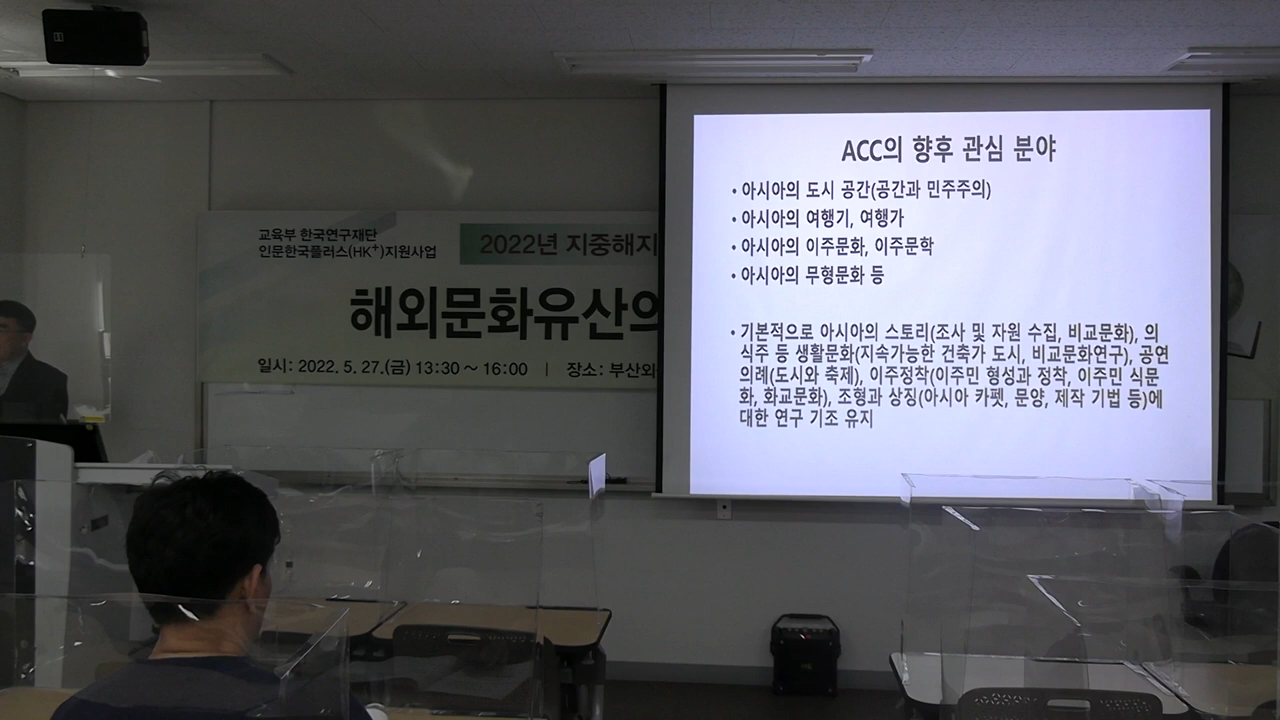 교육부 한국연구재단
인문한국플러스(HK+)지원사업
2022년 지중해지
해외문화유산의
일시: 2022. 5. 27.(금) 13:30 ~ 16:00 | 장소: 부산외
ACC의 향후 관심 분야
• 아시아의 도시 공간(공간과 민주주의)
• 아시아의 여행기, 여행가
• 아시아의 이주문화, 이주문학
• 아시아의 무형문화 등
• 기본적으로 아시아의 스토리(조사 및 자원 수집, 비교문화), 의
식주 등 생활문화(지속가능한 건축가 도시, 비교문화연구), 공연
의례(도시와 축제), 이주정착(이주민 형성과 정착, 이주민 식문
화, 화교문화), 조형과 상징(아시아 카펫, 문양, 제작 기법 등)에
대한 연구 기조 유지